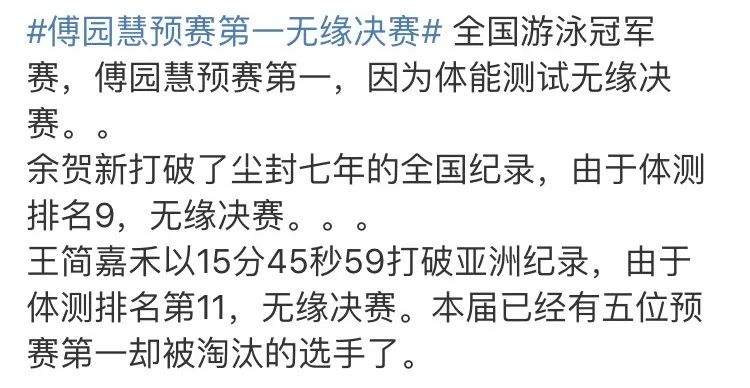 #傅园慧预赛第一无缘决赛# 全国游泳冠军
赛，傅园慧预赛第一，因为体能测试无缘决
赛。。
余贺新打破了尘封七年的全国纪录，由于体测
排名9，无缘决赛。。。
王简嘉禾以15分45秒59打破亚洲纪录，由于
体测排名第11，无缘决赛。本届已经有五位预
赛第一却被淘汰的选手了。